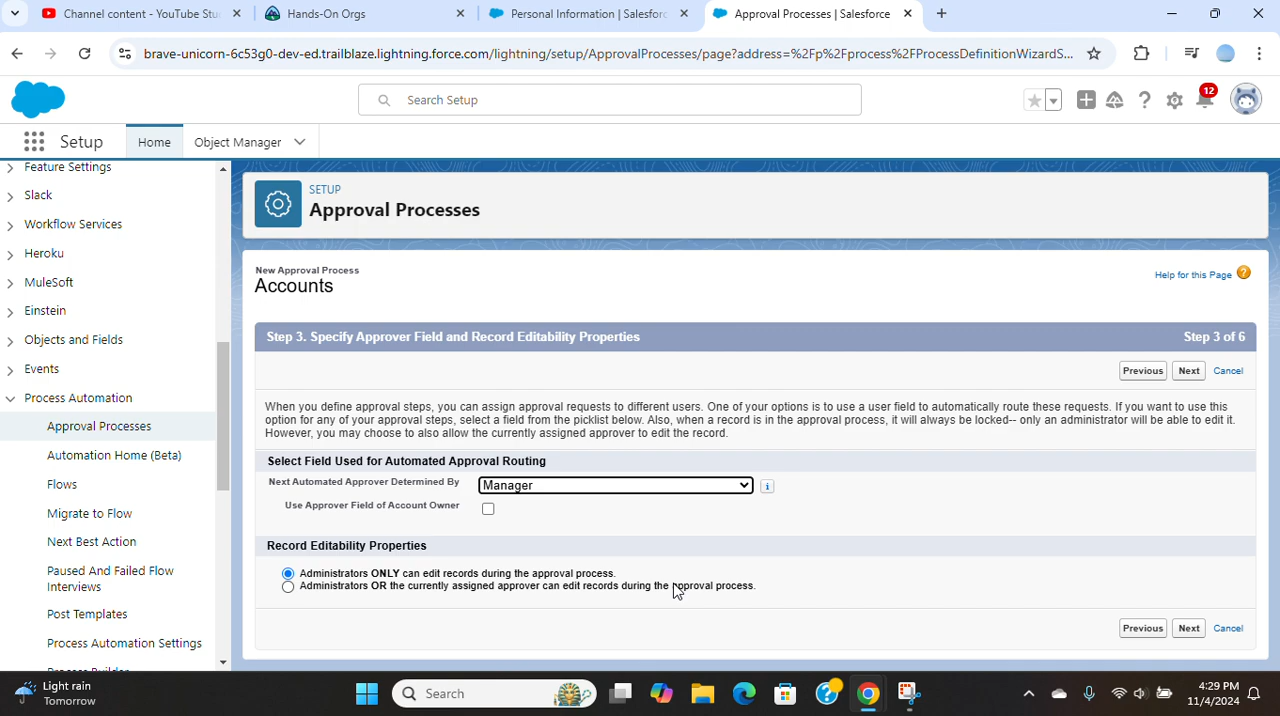 Channel content - YouTube Stu
Hands-On Orgs
Personal Information | Salesforc
Approval Processes | Salesforce
brave-unicorn-6c53g0-dev-ed.trailblaze.lightning.force.com/lightning/setup/ApprovalProcesses/page?address=%2Fp%2Fprocess%2FProcessDefinitionWizardS...
Search Setup
12
Setup
Home
Object Manager
Feature Settings
Slack
Workflow Services
Heroku
MuleSoft
Einstein
Objects and Fields
Events
Process Automation
Approval Processes
Automation Home (Beta)
Flows
Migrate to Flow
Next Best Action
Paused And Failed Flow
Interviews
Post Templates
Process Automation Settings
Process Builder
SETUP
Approval Processes
New Approval Process
Accounts
Help for this Page
Step 3. Specify Approver Field and Record Editability Properties
Step 3 of 6
Previous
Next
Cancel
When you define approval steps, you can assign approval requests to different users. One of your options is to use a user field to automatically route these requests. If you want to use this
option for any of your approval steps, select a field from the picklist below. Also, when a record is in the approval process, it will always be locked-- only an administrator will be able to edit it.
However, you may choose to also allow the currently assigned approver to edit the record.
Select Field Used for Automated Approval Routing
Next Automated Approver Determined By
Manager
Use Approver Field of Account Owner
Record Editability Properties
Administrators ONLY can edit records during the approval process.
Administrators OR the currently assigned approver can edit records during the approval process.
Previous
Next
Cancel
Light rain
Tomorrow
Search
4:29 PM
11/4/2024